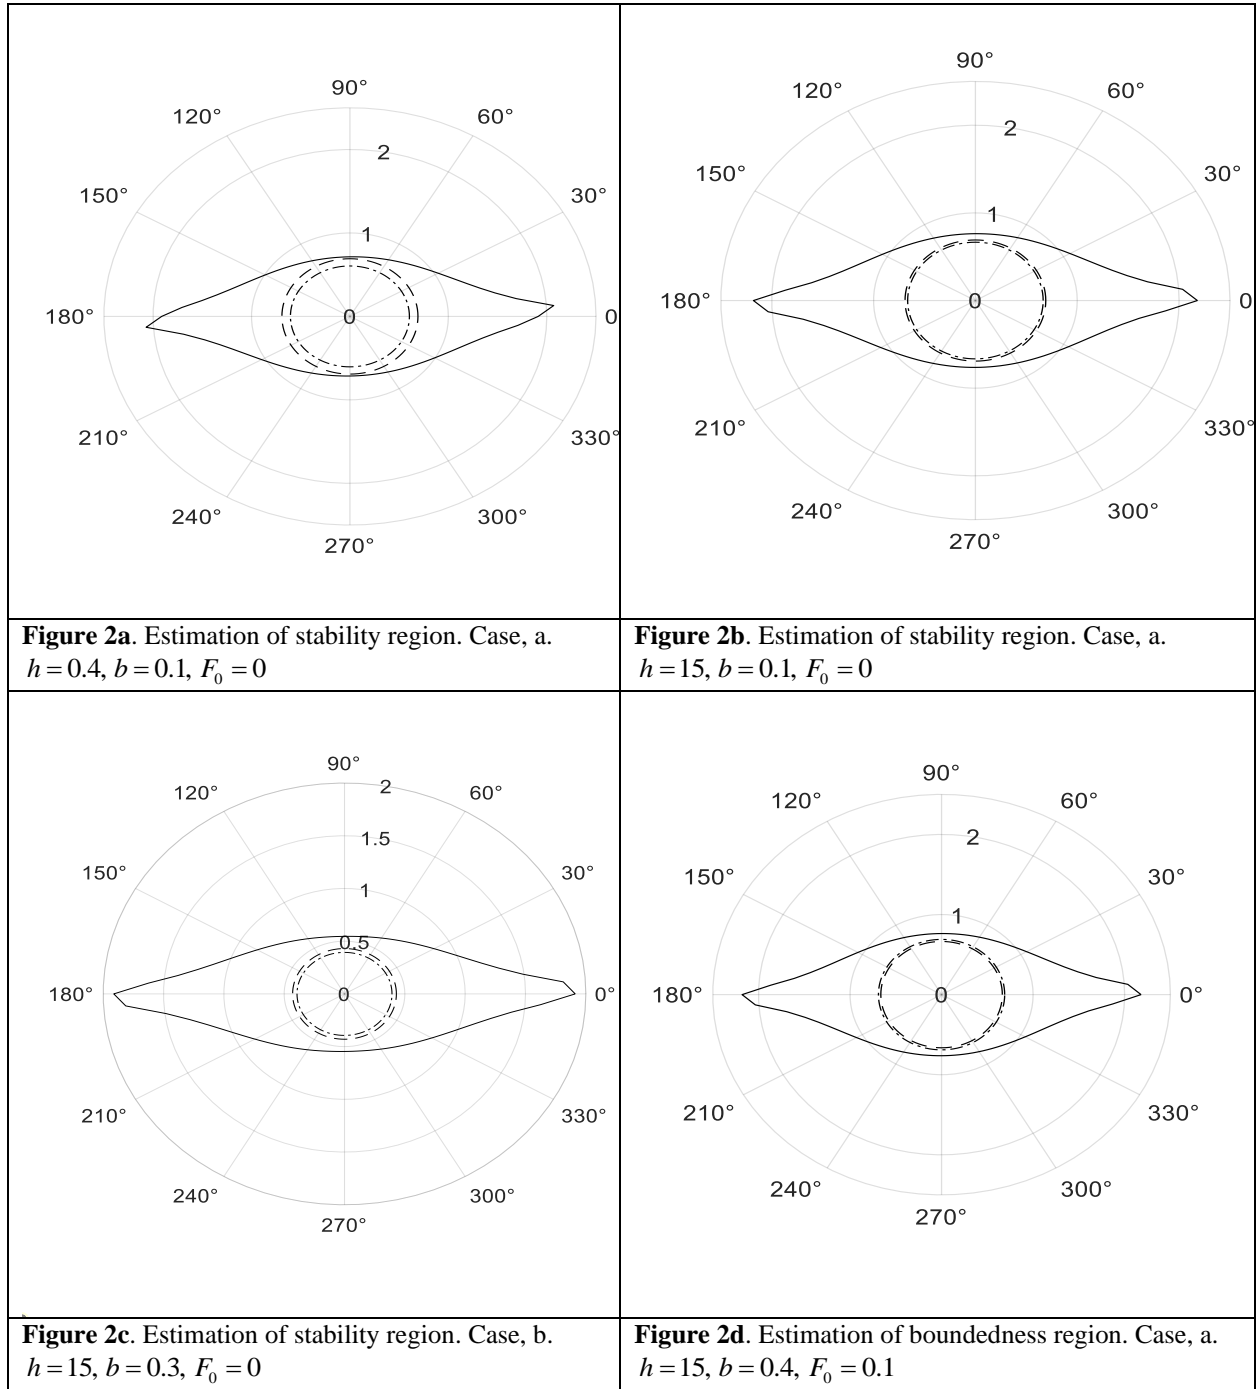 90°
120° 60°
2
150° 30°
1
180° 0 0
210° 330°
240° 300°
270°
90°
120° 60°
2
150° 30°
1
180° 0 0
210° 330°
240° 300°
270°
Figure 2a. Estimation of stability region. Case, a.
h = 0.4, b = 0.1, F₀ = 0
Figure 2b. Estimation of stability region. Case, a.
h = 15, b = 0.1, F₀ = 0
90°
2
120° 60°
1.5
150° 30°
1
0.5
180° 0 0°
210° 330°
240° 300°
270°
90°
120° 60°
2
150° 30°
1
180° 0 0°
210° 330°
240° 300°
270°
Figure 2c. Estimation of stability region. Case, b.
h = 15, b = 0.3, F₀ = 0
Figure 2d. Estimation of boundedness region. Case, a.
h = 15, b = 0.4, F₀ = 0.1